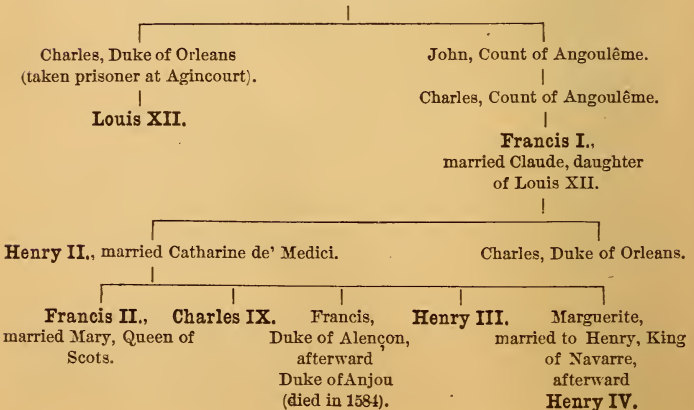 Charles, Duke of Orleans
(taken prisoner at Agincourt).
Louis XII.
John, Count of Angoulême.
Charles, Count of Angoulême.
Francis I.,
married Claude, daughter
of Louis XII.
Henry II., married Catharine de' Medici.
Charles, Duke of Orleans.
Francis II.,
married Mary, Queen of
Scots.
Charles IX.
Francis,
Duke of Alençon,
afterward
Duke of Anjou
(died in 1584).
Henry III.
Marguerite,
married to Henry, King
of Navarre,
afterward
Henry IV.